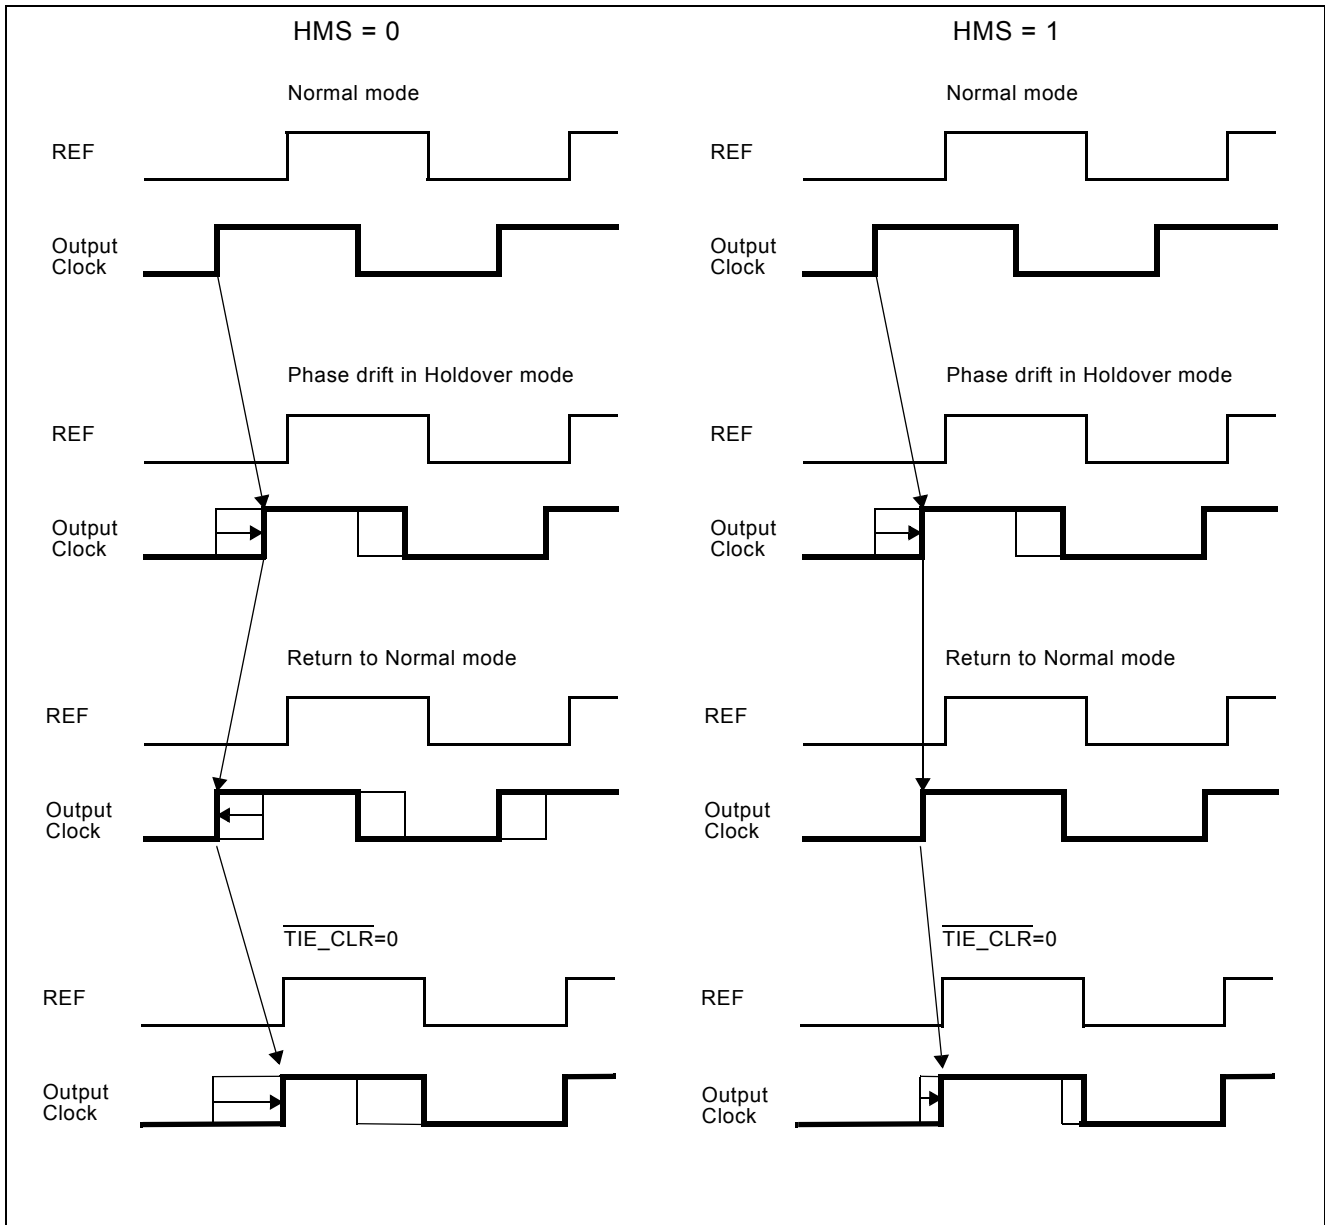 HMS = 0
Normal mode
REF
Output
Clock
Phase drift in Holdover mode
REF
Output
Clock
Return to Normal mode
REF
Output
Clock
TIE_CLR=0
REF
Output
Clock
HMS = 1
Normal mode
REF
Output
Clock
Phase drift in Holdover mode
REF
Output
Clock
Return to Normal mode
REF
Output
Clock
TIE_CLR=0
REF
Output
Clock